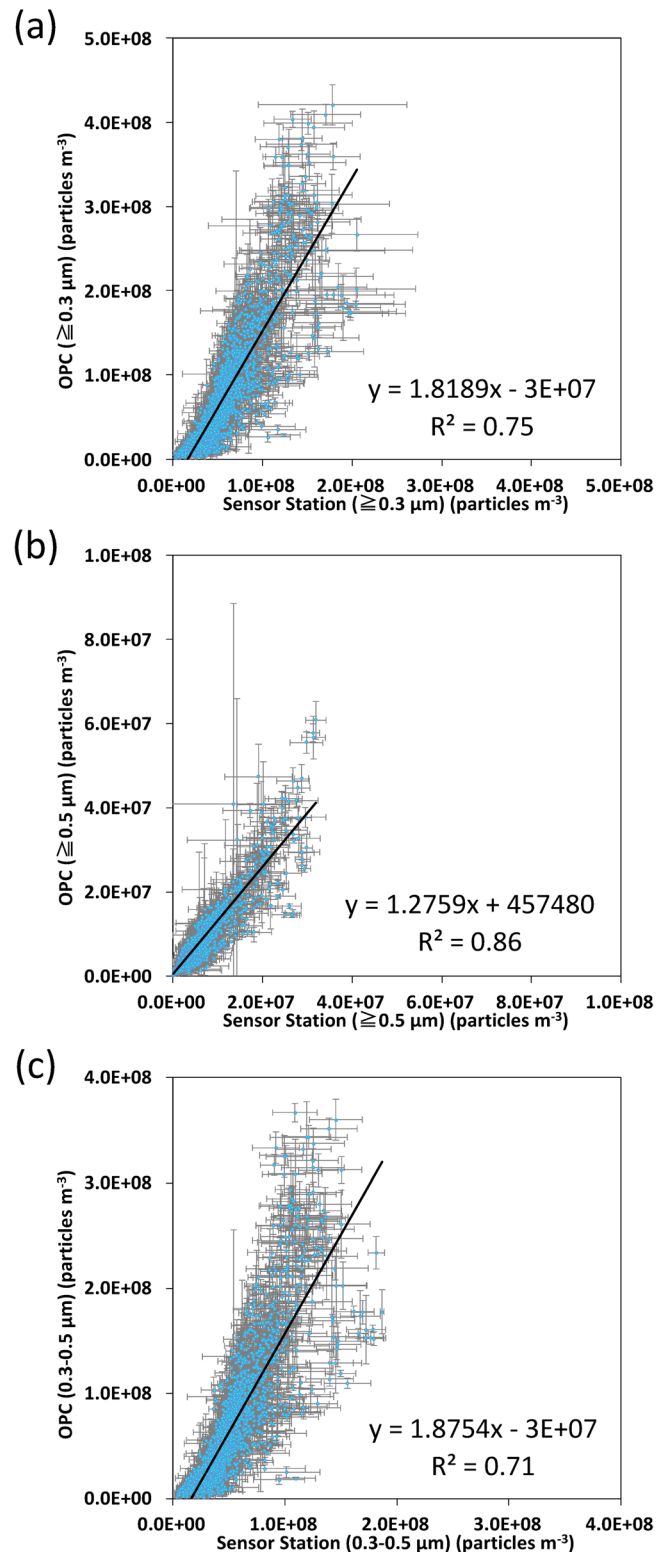 (a)
5.0E+08
4.0E+08
3.0E+08
2.0E+08
1.0E+08
0.0E+00
OPC (≧0.3 μm) (particles m⁻³)
y = 1.8189x - 3E+07
R² = 0.75
0.0E+00 1.0E+08 2.0E+08 3.0E+08 4.0E+08 5.0E+08
Sensor Station (≧0.3 μm) (particles m⁻³)
(b)
1.0E+08
8.0E+07
6.0E+07
4.0E+07
2.0E+07
0.0E+00
OPC (≧0.5 μm) (particles m⁻³)
y = 1.2759x + 457480
R² = 0.86
0.0E+00 2.0E+07 4.0E+07 6.0E+07 8.0E+07 1.0E+08
Sensor Station (≧0.5 μm) (particles m⁻³)
(c)
4.0E+08
3.0E+08
2.0E+08
1.0E+08
0.0E+00
OPC (0.3-0.5 μm) (particles m⁻³)
y = 1.8754x - 3E+07
R² = 0.71
0.0E+00 1.0E+08 2.0E+08 3.0E+08 4.0E+08
Sensor Station (0.3-0.5 μm) (particles m⁻³)